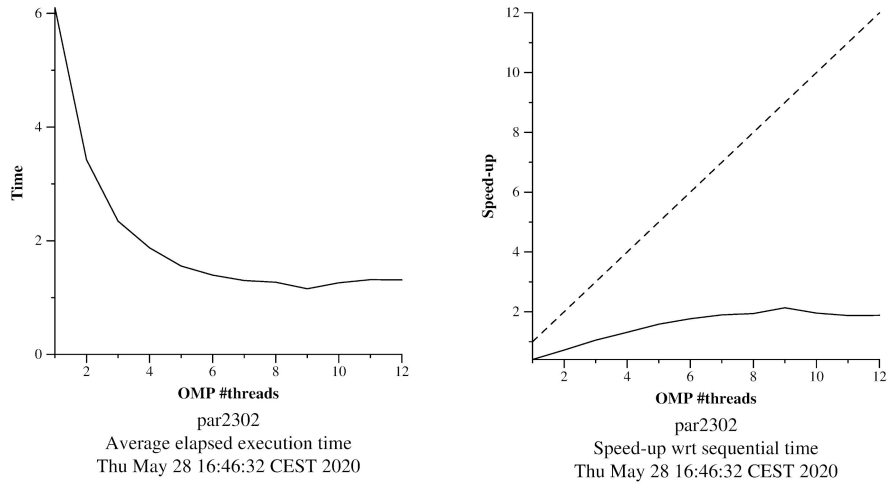 6
4
2
0
Time
2
4
6
8
10
12
OMP #threads
par2302
Average elapsed execution time
Thu May 28 16:46:32 CEST 2020
12
10
8
6
4
2
Speed-up
2
4
6
8
10
12
OMP #threads
par2302
Speed-up wrt sequential time
Thu May 28 16:46:32 CEST 2020